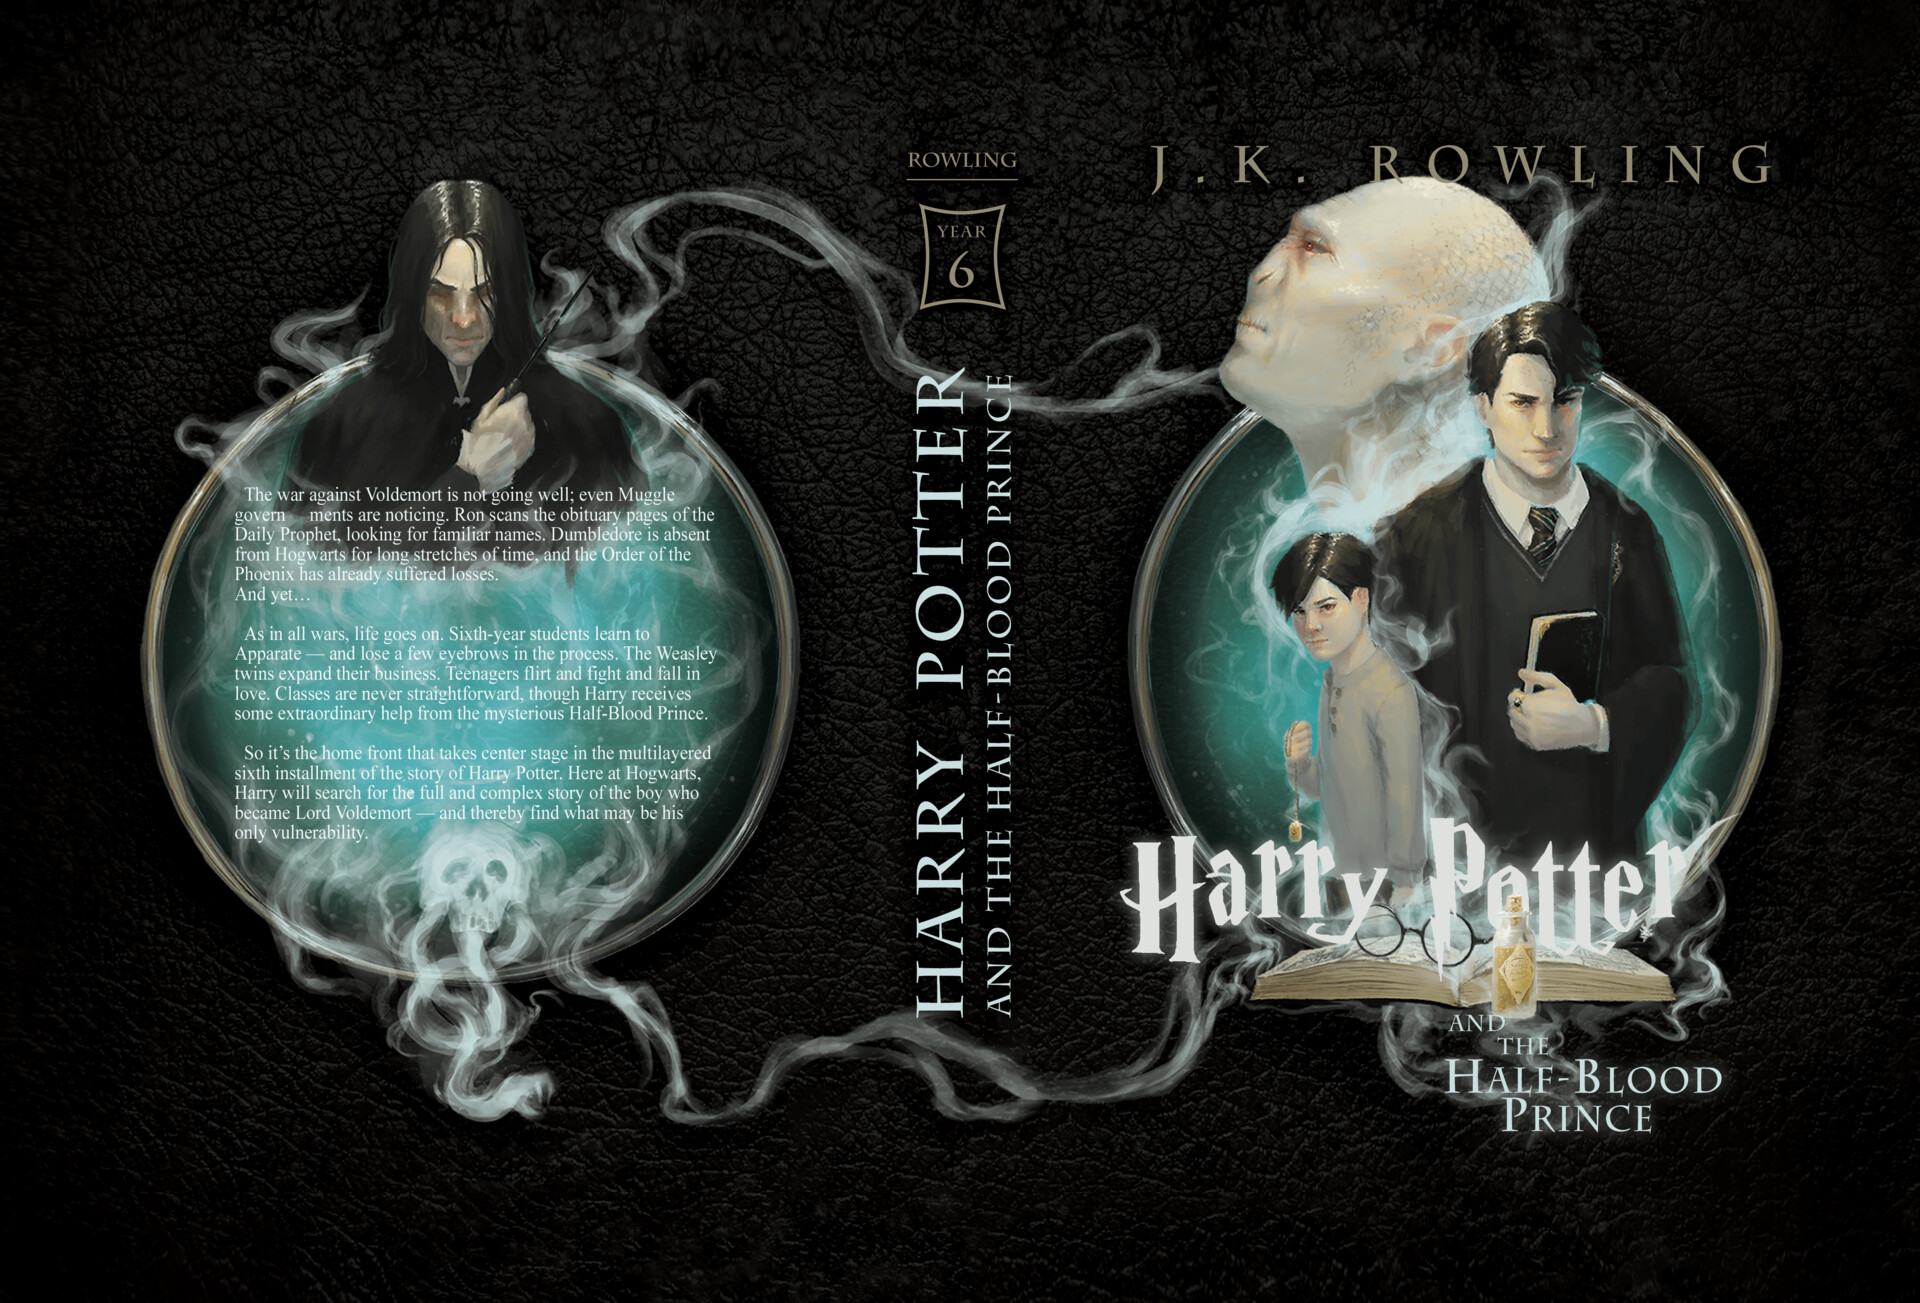 The war against Voldemort is not going well; even Muggle
govern ments are noticing. Ron scans the obituary pages of the
Daily Prophet, looking for familiar names. Dumbledore is absent
from Hogwarts for long stretches of time, and the Order of the
Phoenix has already suffered losses.
And yet…
As in all wars, life goes on. Sixth-year students learn to
Apparate — and lose a few eyebrows in the process. The Weasley
twins expand their business. Teenagers flirt and fight and fall in
love. Classes are never straightforward, though Harry receives
some extraordinary help from the mysterious Half-Blood Prince.
So it’s the home front that takes center stage in the multilayered
sixth installment of the story of Harry Potter. Here at Hogwarts,
Harry will search for the full and complex story of the boy who
became Lord Voldemort — and thereby find what may be his
only vulnerability.
ROWLING
YEAR
6
HARRY POTTER
AND THE HALF-BLOOD PRINCE
J.K. ROWLING
Harry Potter
AND
THE
HALF-BLOOD
PRINCE